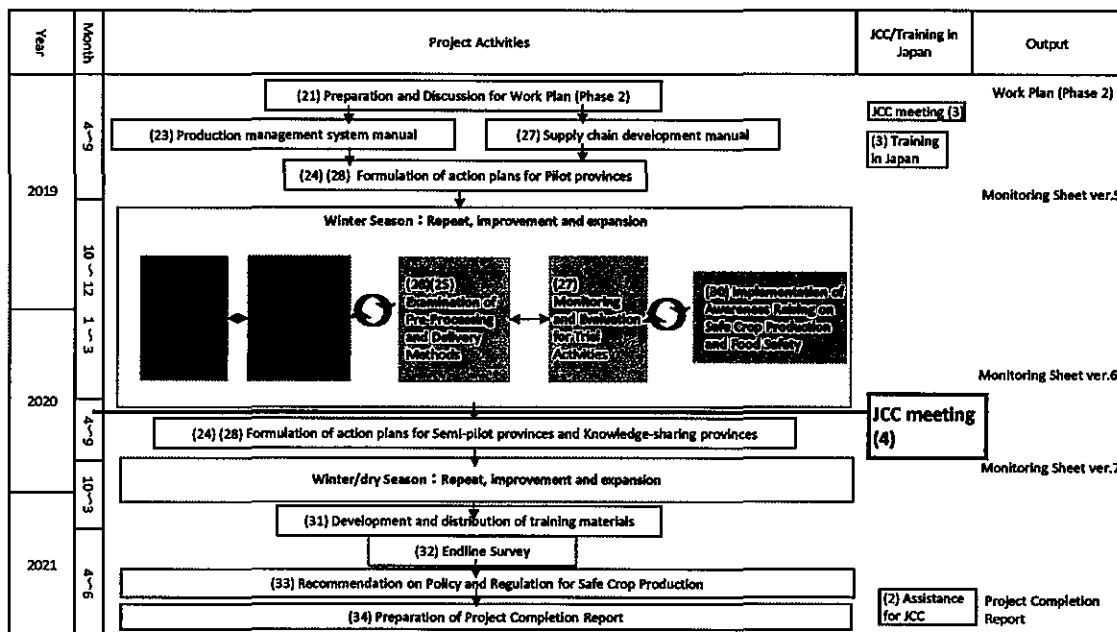 Year
Month
Project Activities
JCC/Training in
Japan
Output
2019
4～9
(21) Preparation and Discussion for Work Plan (Phase 2)
Work Plan (Phase 2)
JCC meeting (3)
(23) Production management system manual
(27) Supply chain development manual
(3) Training
in Japan
(24) (28) Formulation of action plans for Pilot provinces
Monitoring Sheet ver.5
10～12
Winter Season：Repeat, improvement and expansion
(25)
Examination of
Pre-Processing
and Delivery
Methods
(27)
Monitoring
and Evaluation
for Trial
Activities
(30) Implementation of
Awareness Raising on
Safe Crop Production
and Food Safety
1～3
Monitoring Sheet ver.6
2020
4～9
JCC meeting
(4)
(24) (28) Formulation of action plans for Semi-pilot provinces and Knowledge-sharing provinces
Monitoring Sheet ver.7
10～3
Winter/dry Season：Repeat, improvement and expansion
(31) Development and distribution of training materials
(32) Endline Survey
2021
4～6
(33) Recommendation on Policy and Regulation for Safe Crop Production
(2) Assistance
for JCC
Project Completion
Report
(34) Preparation of Project Completion Report